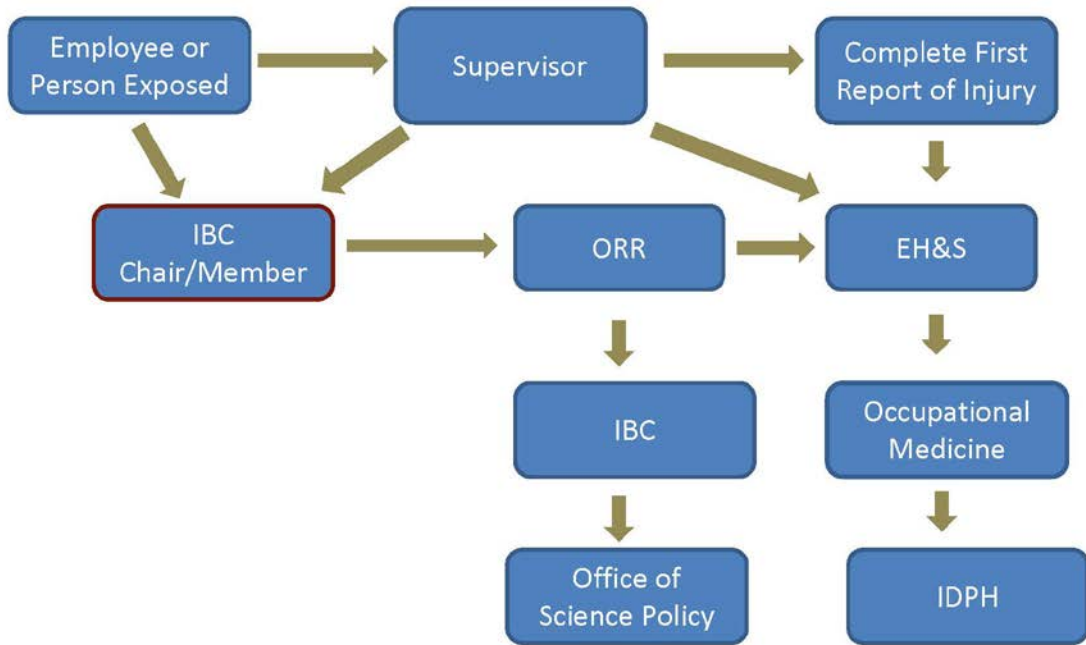 Employee or
Person Exposed
Supervisor
Complete First
Report of Injury
IBC
Chair/Member
ORR
EH&S
IBC
Occupational
Medicine
Office of
Science Policy
IDPH